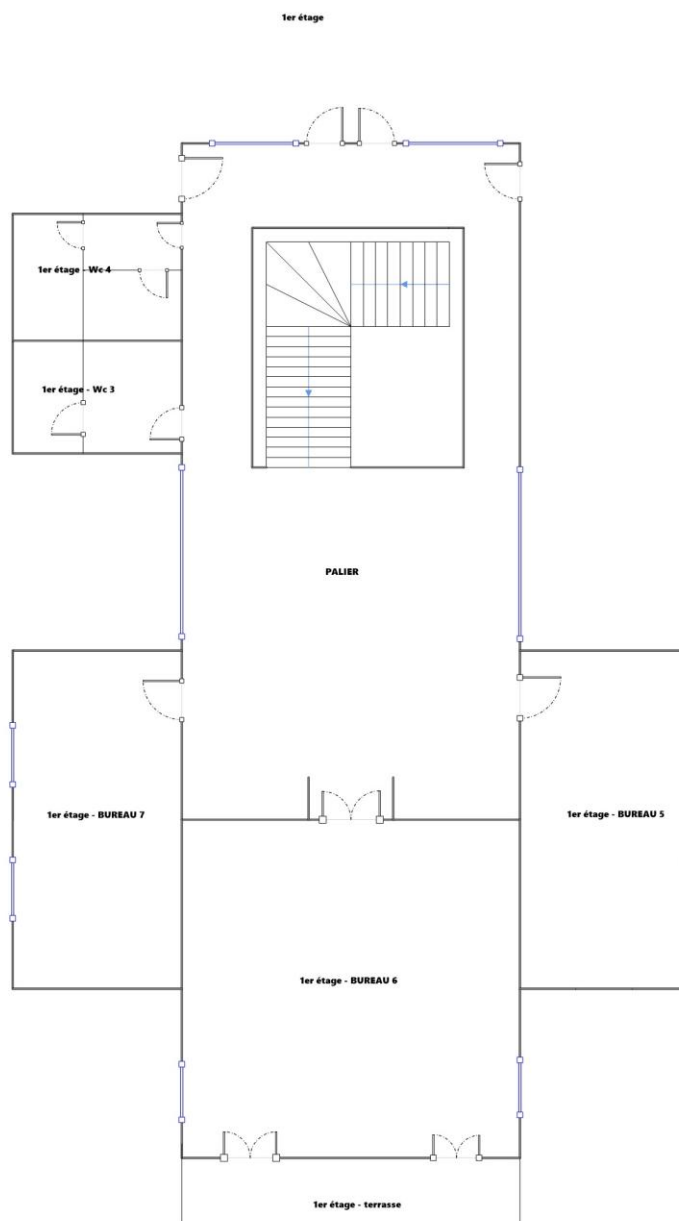 1er étage
1er étage - Wc 4
1er étage - Wc 3
PALIER
1er étage - BUREAU 7
1er étage - BUREAU 5
1er étage - BUREAU 6
1er étage - terrasse